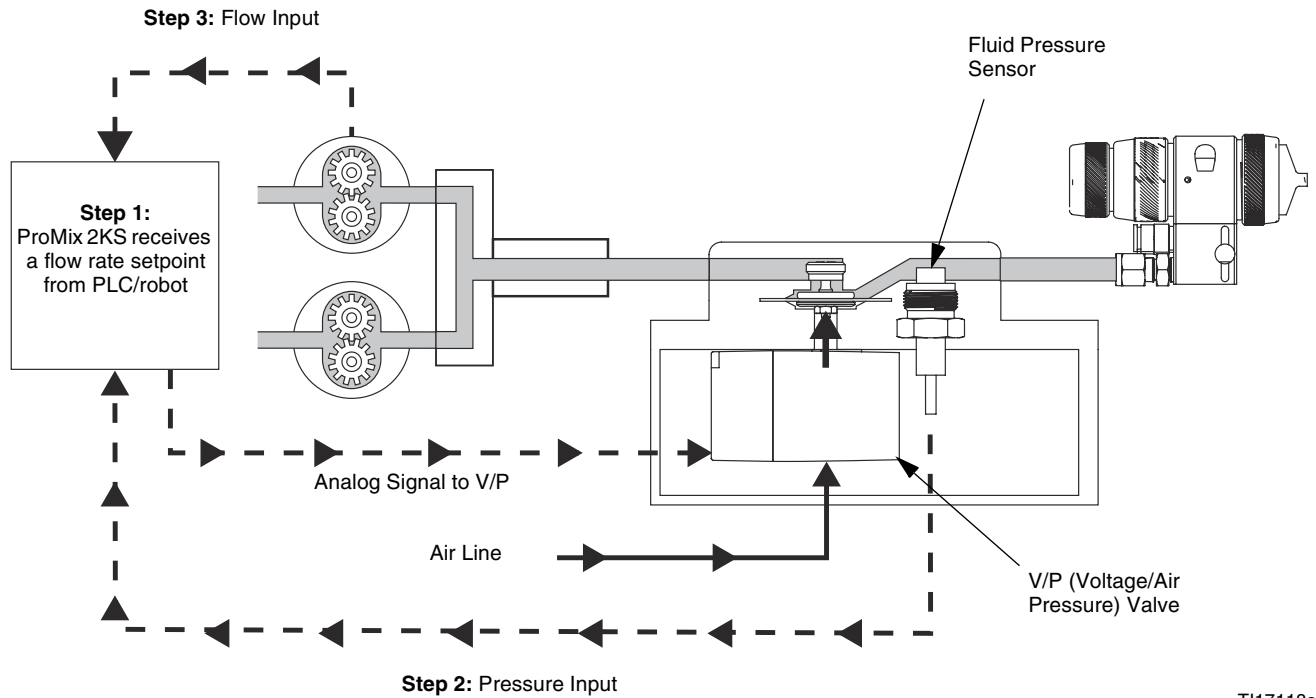 Step 3: Flow Input
Fluid Pressure
Sensor
Step 1:
ProMix 2KS receives
a flow rate setpoint
from PLC/robot
Analog Signal to V/P
Air Line
V/P (Voltage/Air
Pressure) Valve
Step 2: Pressure Input